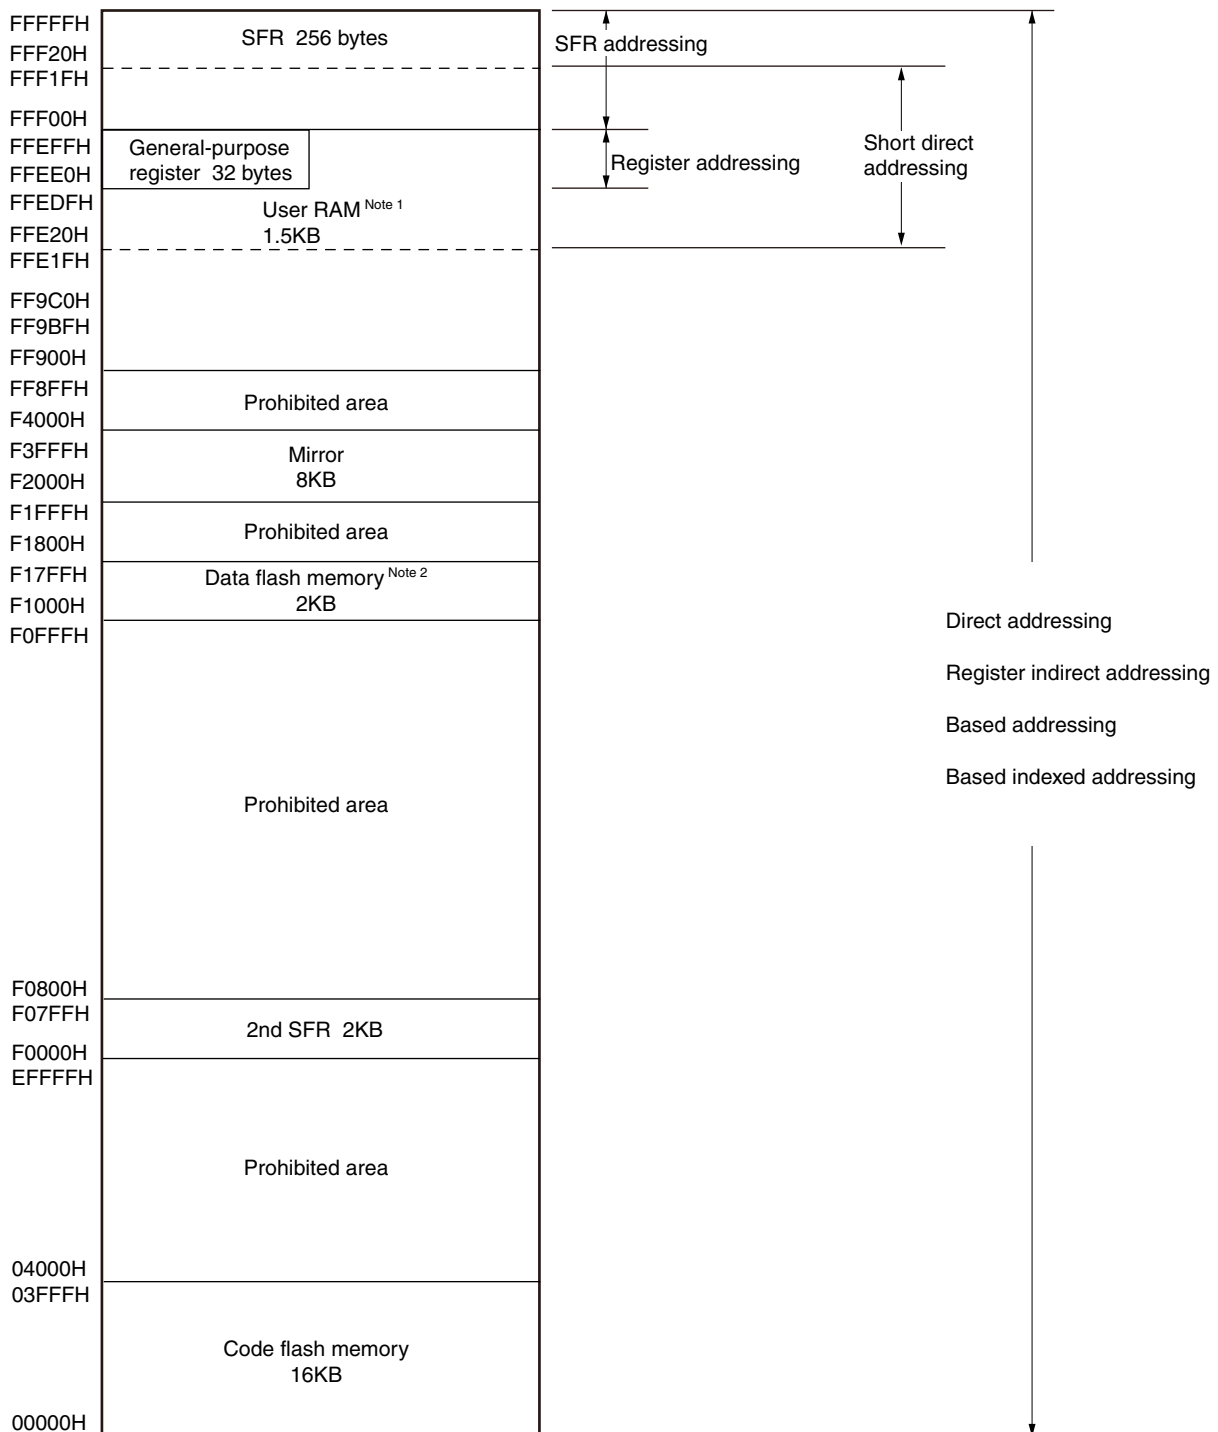 FFFFFH
SFR 256 bytes
SFR addressing
FFF20H
FFF1FH
FFF00H
FFEFFH
General-purpose
register 32 bytes
Register addressing
Short direct
addressing
FFEE0H
FFEDFH
User RAM Note 1
1.5KB
FFE20H
FFE1FH
FF9C0H
FF9BFH
FF900H
FF8FFH
Prohibited area
F4000H
F3FFFH
Mirror
8KB
F2000H
F1FFFH
Prohibited area
F1800H
F17FFH
Data flash memory Note 2
2KB
F1000H
F0FFFH
Direct addressing
Register indirect addressing
Based addressing
Based indexed addressing
Prohibited area
F0800H
F07FFH
2nd SFR 2KB
F0000H
EFFFFH
Prohibited area
04000H
03FFFH
Code flash memory
16KB
00000H